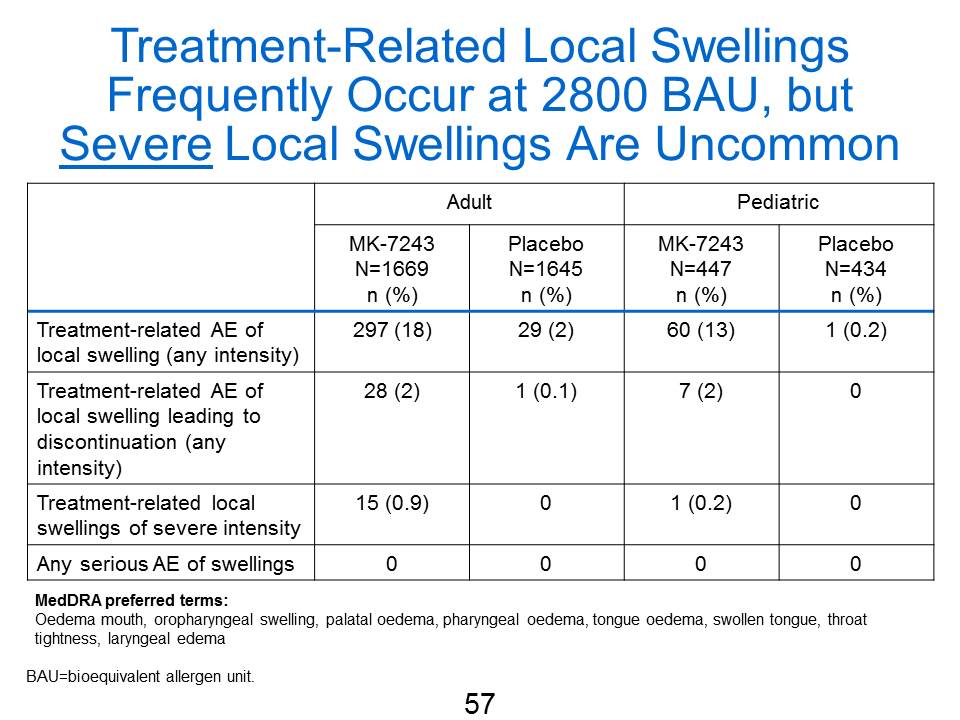 Treatment-Related Local Swellings
Frequently Occur at 2800 BAU, but
Severe Local Swellings Are Uncommon
Adult Pediatric
MK-7243 Placebo MK-7243 Placebo
N=1669 N=1645 N=447 N=434
n (%) n (%) n (%) n (%)
Treatment-related AE of 297 (18) 29 (2) 60 (13) 1 (0.2)
local swelling (any intensity)
Treatment-related AE of 28 (2) 1 (0.1) 7 (2) 0
local swelling leading to
discontinuation (any
intensity)
Treatment-related local 15 (0.9) 0 1 (0.2) 0
swellings of severe intensity
Any serious AE of swellings 0 0 0 0
MedDRA preferred terms:
Oedema mouth, oropharyngeal swelling, palatal oedema, pharyngeal oedema, tongue oedema, swollen tongue, throat
tightness, laryngeal edema
BAU=bioequivalent allergen unit.
57